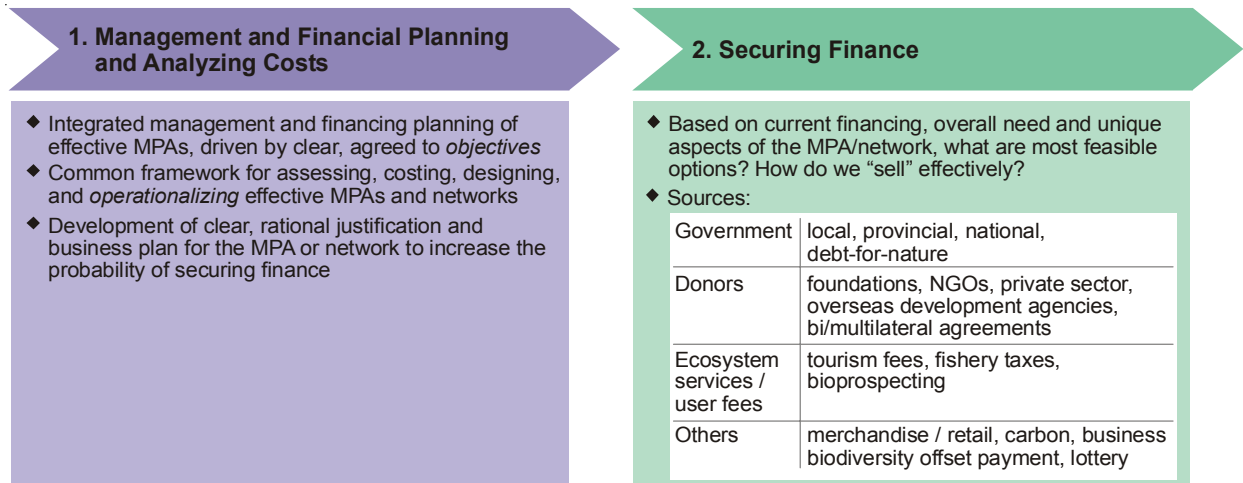 1. Management and Financial Planning
and Analyzing Costs
◆ Integrated management and financing planning of
effective MPAs, driven by clear, agreed to objectives
◆ Common framework for assessing, costing, designing,
and operationalizing effective MPAs and networks
◆ Development of clear, rational justification and
business plan for the MPA or network to increase the
probability of securing finance
2. Securing Finance
◆ Based on current financing, overall need and unique
aspects of the MPA/network, what are most feasible
options? How do we “sell” effectively?
◆ Sources:
Government local, provincial, national,
debt-for-nature
Donors foundations, NGOs, private sector,
overseas development agencies,
bi/multilateral agreements
Ecosystem tourism fees, fishery taxes,
services / bioprospecting
user fees
Others merchandise / retail, carbon, business
biodiversity offset payment, lottery